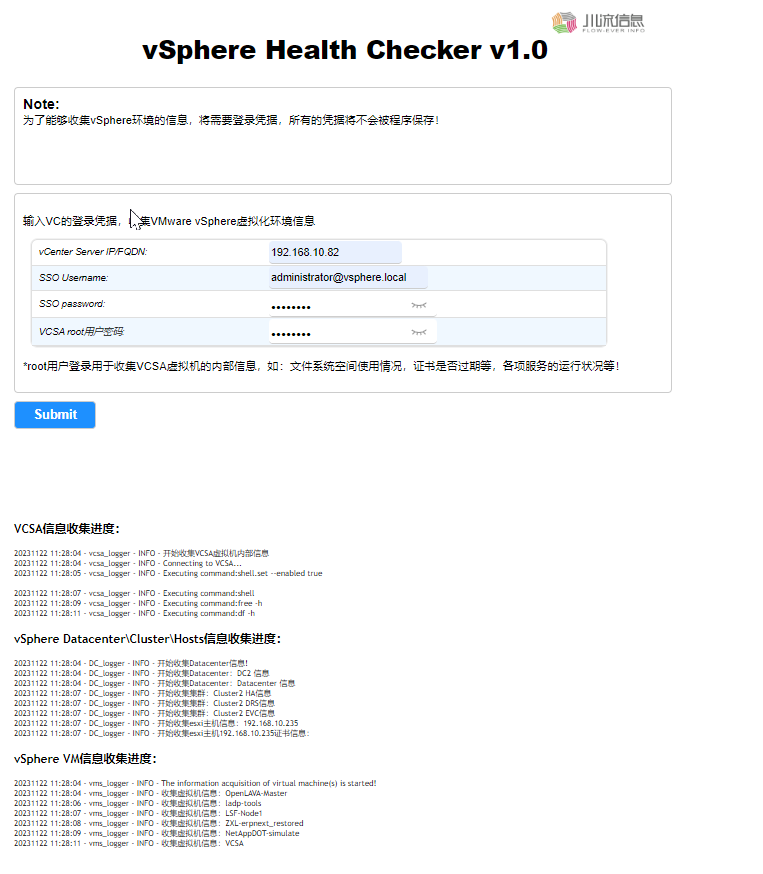 川流信息
FLOW-EVER INFO
vSphere Health Checker v1.0
Note:
为了能够收集vSphere环境的信息，将需要登录凭据，所有的凭据将不会被程序保存！
输入VC的登录凭据，集VMware vSphere虚拟化环境信息
vCenter Server IP/FQDN: 192.168.10.82
SSO Username: administrator@vsphere.local
SSO password: ••••••••
VCSA root用户密码: ••••••••
*root用户登录用于收集VCSA虚拟机的内部信息，如：文件系统空间使用情况，证书是否过期等，各项服务的运行状况等！
Submit
VCSA信息收集进度：
20231122 11:28:04 - vcsa_logger - INFO - 开始收集VCSA虚拟机内部信息
20231122 11:28:04 - vcsa_logger - INFO - Connecting to VCSA...
20231122 11:28:05 - vcsa_logger - INFO - Executing command:shell.set --enabled true
20231122 11:28:07 - vcsa_logger - INFO - Executing command:shell
20231122 11:28:09 - vcsa_logger - INFO - Executing command:free -h
20231122 11:28:11 - vcsa_logger - INFO - Executing command:df -h
vSphere Datacenter\Cluster\Hosts信息收集进度：
20231122 11:28:04 - DC_logger - INFO - 开始收集Datacenter信息！
20231122 11:28:04 - DC_logger - INFO - 开始收集Datacenter：DC2 信息
20231122 11:28:04 - DC_logger - INFO - 开始收集Datacenter：Datacenter 信息
20231122 11:28:07 - DC_logger - INFO - 开始收集集群：Cluster2 HA信息
20231122 11:28:07 - DC_logger - INFO - 开始收集集群：Cluster2 DRS信息
20231122 11:28:07 - DC_logger - INFO - 开始收集集群：Cluster2 EVC信息
20231122 11:28:07 - DC_logger - INFO - 开始收集esxi主机信息：192.168.10.235
20231122 11:28:07 - DC_logger - INFO - 开始收集esxi主机192.168.10.235证书信息：
vSphere VM信息收集进度：
20231122 11:28:04 - vms_logger - INFO - The information acquisition of virtual machine(s) is started!
20231122 11:28:04 - vms_logger - INFO - 收集虚拟机信息：OpenLAVA-Master
20231122 11:28:06 - vms_logger - INFO - 收集虚拟机信息：ladp-tools
20231122 11:28:07 - vms_logger - INFO - 收集虚拟机信息：LSF-Node1
20231122 11:28:08 - vms_logger - INFO - 收集虚拟机信息：ZXL-erpnext_restored
20231122 11:28:09 - vms_logger - INFO - 收集虚拟机信息：NetAppDOT-simulate
20231122 11:28:11 - vms_logger - INFO - 收集虚拟机信息：VCSA